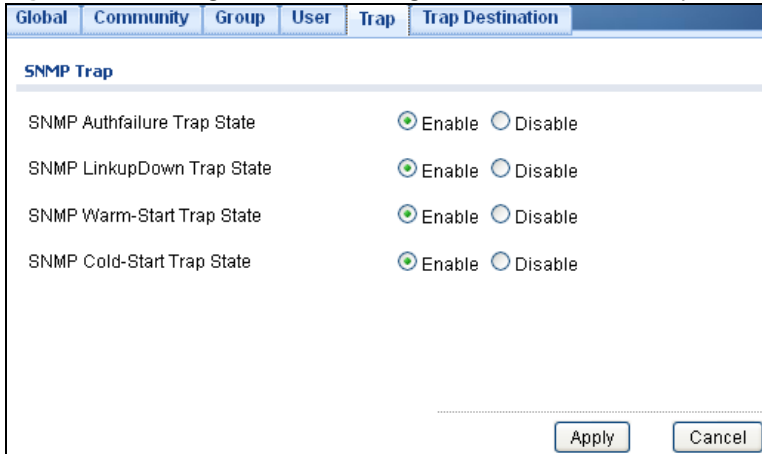 Global Community Group User Trap Trap Destination
SNMP Trap
SNMP Authfailure Trap State Enable Disable
SNMP LinkupDown Trap State Enable Disable
SNMP Warm-Start Trap State Enable Disable
SNMP Cold-Start Trap State Enable Disable
Apply Cancel